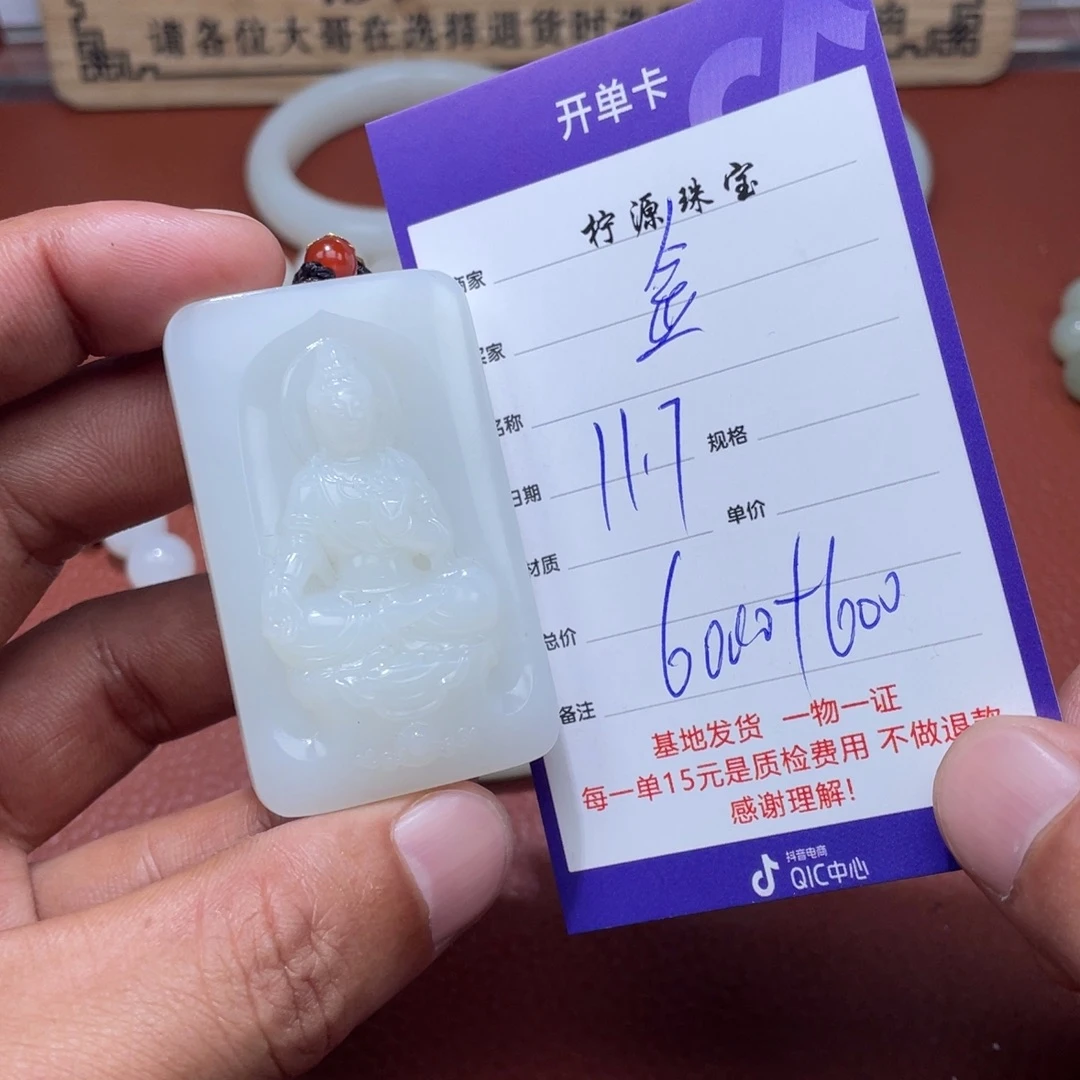 请各位大哥在选择退货时
开单卡
柠源珠宝
商家
金
买家
名称
日期 11.7 规格
材质 单价
总价 6000+600
备注
基地发货 一物一证
每一单15元是质检费用 不做退款
感谢理解!
抖音电商
QIC中心